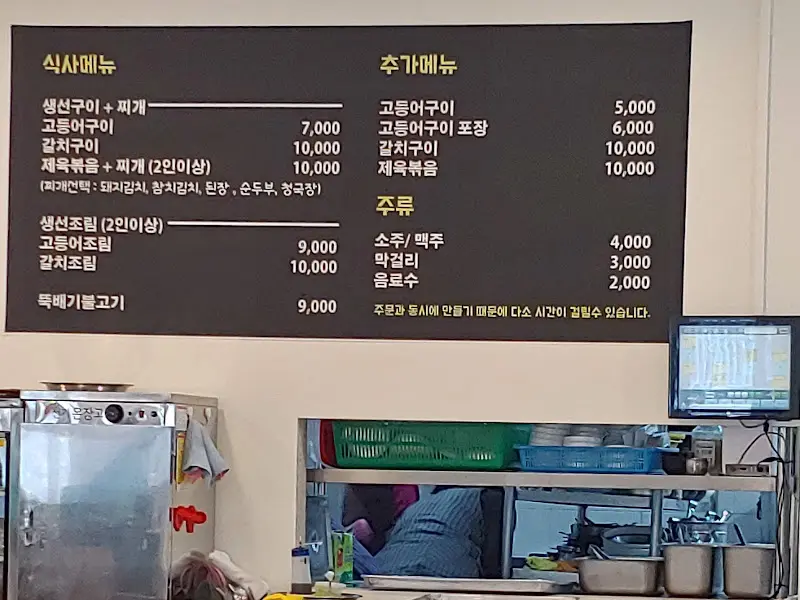 식사메뉴
생선구이 + 찌개
고등어구이 7,000
갈치구이 10,000
제육볶음 + 찌개 (2인이상) 10,000
(찌개선택 : 돼지김치, 참치김치, 된장 , 순두부, 청국장)
생선조림 (2인이상)
고등어조림 9,000
갈치조림 10,000
뚝배기불고기 9,000
추가메뉴
고등어구이 5,000
고등어구이 포장 6,000
갈치구이 10,000
제육볶음 10,000
주류
소주/ 맥주 4,000
막걸리 3,000
음료수 2,000
주문과 동시에 만들기 때문에 다소 시간이 걸릴수 있습니다.
온장고